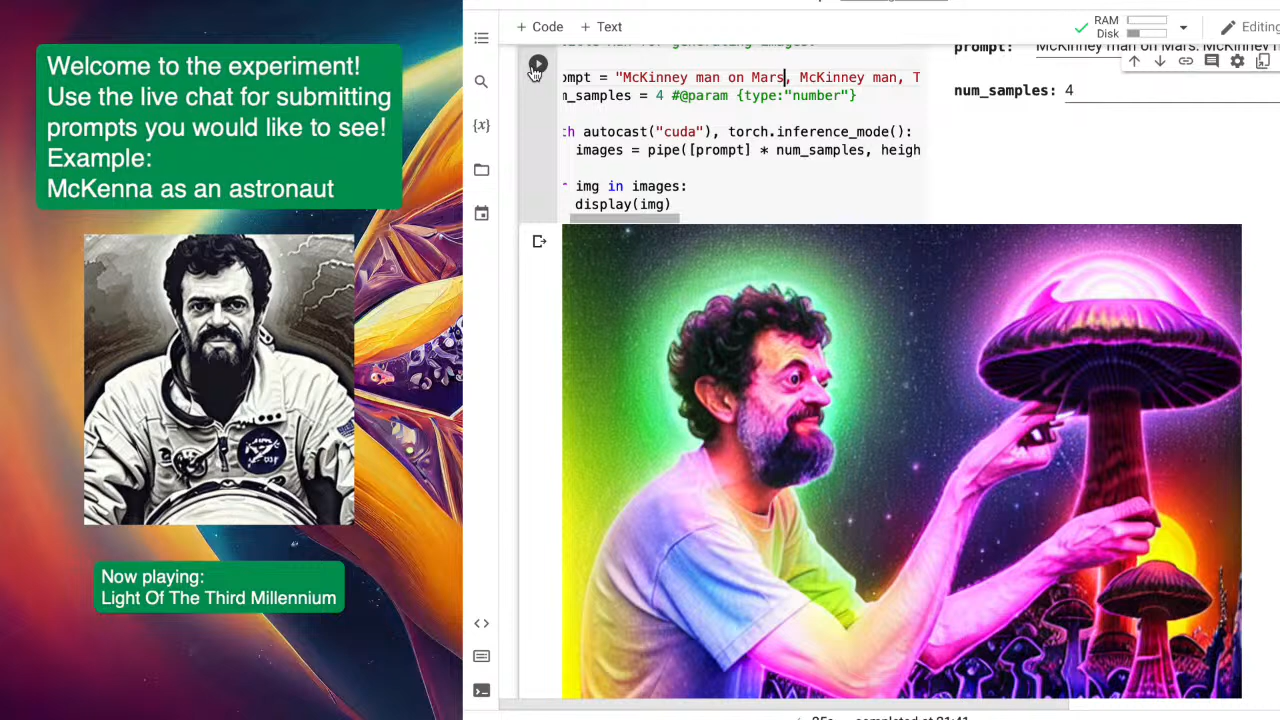 Welcome to the experiment!
Use the live chat for submitting
prompts you would like to see!
Example:
McKenna as an astronaut
Now playing:
Light Of The Third Millennium
+ Code + Text
RAM
Disk
Editing
prompt:
ompt = "McKinney man on Mars, McKinney man, T
m_samples = 4 #@param {type:"number"}
num_samples: 4
th autocast("cuda"), torch.inference_mode():
images = pipe([prompt] * num_samples, heigh
img in images:
display(img)
{x}